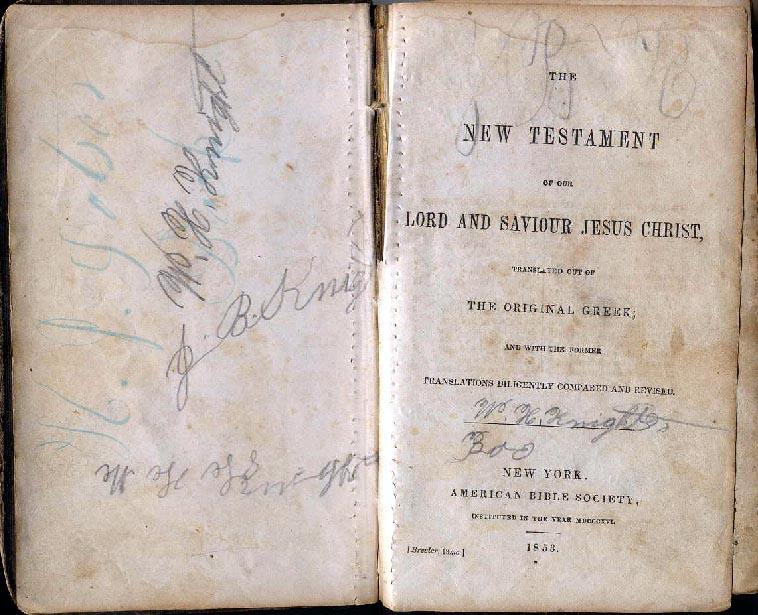 J. B. Knig
THE
NEW TESTAMENT
OF OUR
LORD AND SAVIOUR JESUS CHRIST,
TRANSLATED OUT OF
THE ORIGINAL GREEK;
AND WITH THE FORMER
TRANSLATIONS DILIGENTLY COMPARED AND REVISED.
W. H. Knight
Boo
NEW YORK.
AMERICAN BIBLE SOCIETY,
INSTITUTED IN THE YEAR MDCCCXVI.
1853.
[Brevier, 12mo]